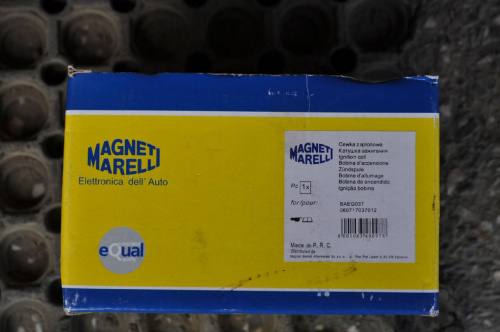 MAGNETI
MARELLI
Elettronica dell' Auto
eQual
MAGNETI
MARELLI
Cewka zapłonowa
Катушка зажигания
Ignition coil
Bobina d'accensione
Zündspule
Bobine d'allumage
Bobina de encendido
Ignição bobina
Pc 1x
for/pour:
BAEQ037
060717037012
Made in P. R. C.